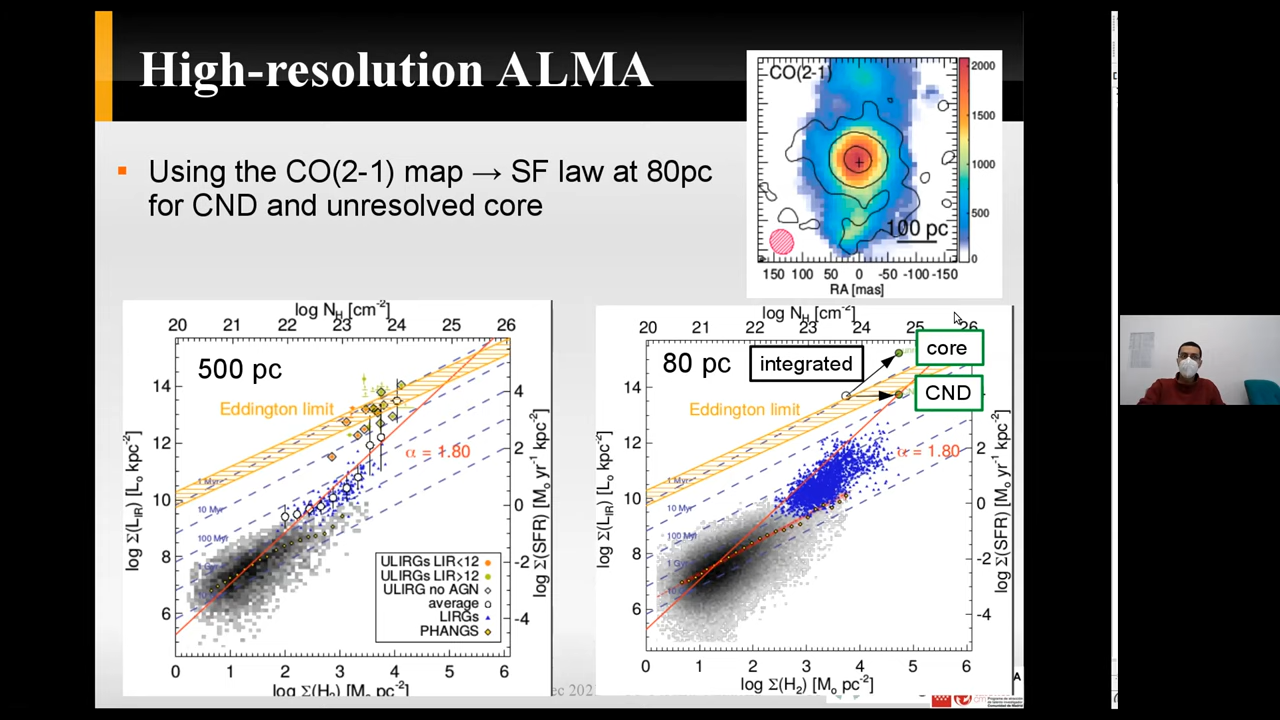 High-resolution ALMA
Using the CO(2-1) map → SF law at 80pc
for CND and unresolved core
CO(2-1)
2000
1500
1000
500
0
100 pc
150 100 50 0 -50 -100 -150
RA [mas]
log N_H [cm^-2]
20 21 22 23 24 25 26
500 pc
Eddington limit
α = 1.80
1 Myr
10 Myr
100 Myr
14
12
10
8
6
4
2
0
-2
-4
log Σ(L_IR) [L_o kpc^-2]
log Σ(SFR) [M_o yr^-1 kpc^-2]
ULIRGs LIR<12
ULIRGs LIR>12
ULIRG no AGN
average
LIRGs
PHANGS
0 1 2 3 4 5 6
log Σ(H_2) [M_o pc^-2]
log N_H [cm^-2]
20 21 22 23 24 25 26
80 pc
integrated
core
CND
Eddington limit
α = 1.80
1 Myr
10 Myr
100 Myr
1 Gyr
14
12
10
8
6
2
0
-2
-4
log Σ(L_IR) [L_o kpc^-2]
log Σ(SFR) [M_o yr^-1 kpc^-2]
0 1 2 3 4 5 6
log Σ(H_2) [M_o pc^-2]